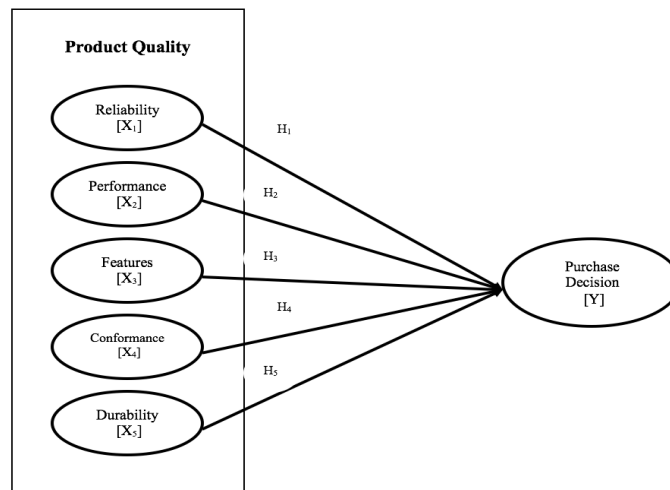 Product Quality
Reliability
[X₁]
H₁
Performance
[X₂]
H₂
Features
[X₃]
H₃
Purchase
Decision
[Y]
Conformance
[X₄]
H₄
Durability
[X₅]
H₅